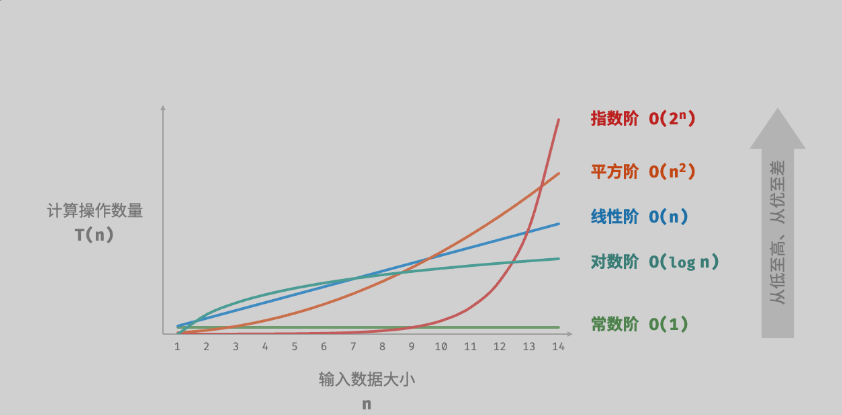 指数阶 O(2ⁿ)
平方阶 O(n²)
计算操作数量
T(n)
线性阶 O(n)
对数阶 O(log n)
常数阶 O(1)
从低至高、从优至差
1 2 3 4 5 6 7 8 9 10 11 12 13 14
输入数据大小
n